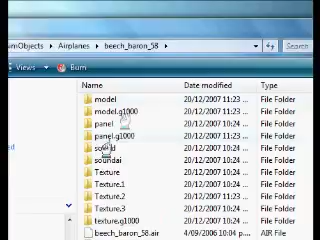 Airplanes ▸ beech_baron_58 ▸ Search
Views Burn
Name Date modified Type
model 20/12/2007 11:23 ... File Folder
model.g1000 20/12/2007 11:23 ... File Folder
panel 20/12/2007 11:23 ... File Folder
panel.g1000 20/12/2007 11:23 ... File Folder
sound 20/12/2007 10:24 ... File Folder
soundai 20/12/2007 10:24 ... File Folder
Texture 20/12/2007 10:24 ... File Folder
Texture.1 20/12/2007 10:24 ... File Folder
Texture.2 20/12/2007 10:24 ... File Folder
Texture.3 20/12/2007 10:24 ... File Folder
texture.g1000 20/12/2007 10:24 ... File Folder
beech_baron_58.air 4/09/2006 10:04 p... AIR File